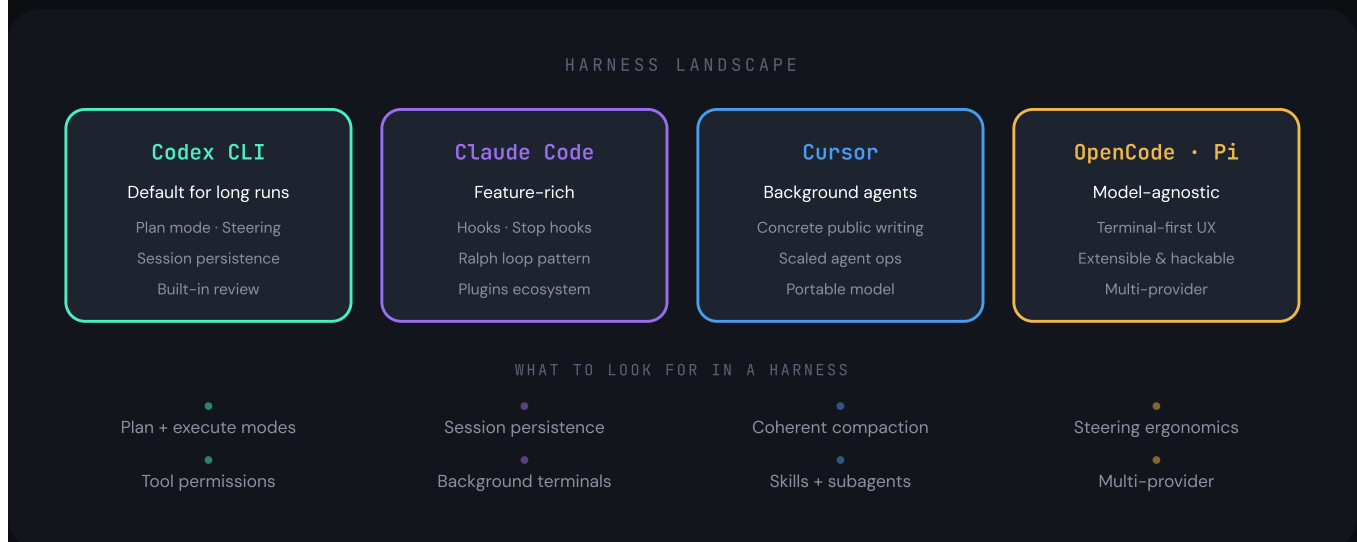 HARNESS LANDSCAPE
Codex CLI
Default for long runs
Plan mode · Steering
Session persistence
Built-in review
Claude Code
Feature-rich
Hooks · Stop hooks
Ralph loop pattern
Plugins ecosystem
Cursor
Background agents
Concrete public writing
Scaled agent ops
Portable model
OpenCode · Pi
Model-agnostic
Terminal-first UX
Extensible & hackable
Multi-provider
WHAT TO LOOK FOR IN A HARNESS
Plan + execute modes
Session persistence
Coherent compaction
Steering ergonomics
Tool permissions
Background terminals
Skills + subagents
Multi-provider